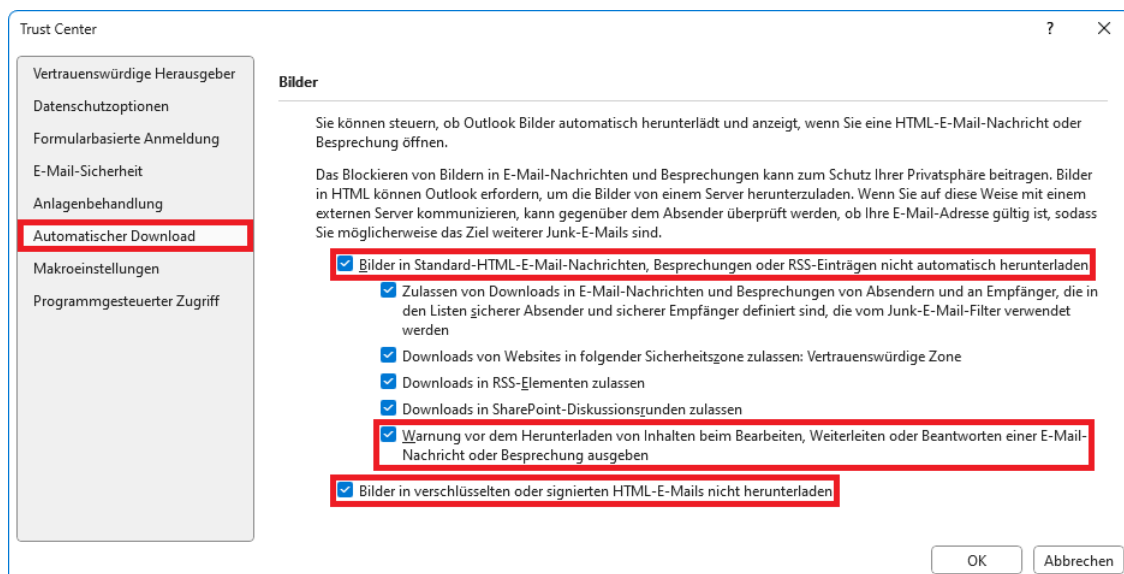 Trust Center
?
Vertrauenswürdige Herausgeber
Datenschutzoptionen
Formularbasierte Anmeldung
E-Mail-Sicherheit
Anlagenbehandlung
Automatischer Download
Makroeinstellungen
Programmgesteuerter Zugriff
Bilder
Sie können steuern, ob Outlook Bilder automatisch herunterlädt und anzeigt, wenn Sie eine HTML-E-Mail-Nachricht oder
Besprechung öffnen.
Das Blockieren von Bildern in E-Mail-Nachrichten und Besprechungen kann zum Schutz Ihrer Privatsphäre beitragen. Bilder
in HTML können Outlook erfordern, um die Bilder von einem Server herunterzuladen. Wenn Sie auf diese Weise mit einem
externen Server kommunizieren, kann gegenüber dem Absender überprüft werden, ob Ihre E-Mail-Adresse gültig ist, sodass
Sie möglicherweise das Ziel weiterer Junk-E-Mails sind.
Bilder in Standard-HTML-E-Mail-Nachrichten, Besprechungen oder RSS-Einträgen nicht automatisch herunterladen
Zulassen von Downloads in E-Mail-Nachrichten und Besprechungen von Absendern und an Empfänger, die in
den Listen sicherer Absender und sicherer Empfänger definiert sind, die vom Junk-E-Mail-Filter verwendet
werden
Downloads von Websites in folgender Sicherheitszone zulassen: Vertrauenswürdige Zone
Downloads in RSS-Elementen zulassen
Downloads in SharePoint-Diskussionsrunden zulassen
Warnung vor dem Herunterladen von Inhalten beim Bearbeiten, Weiterleiten oder Beantworten einer E-Mail-
Nachricht oder Besprechung ausgeben
Bilder in verschlüsselten oder signierten HTML-E-Mails nicht herunterladen
OK
Abbrechen